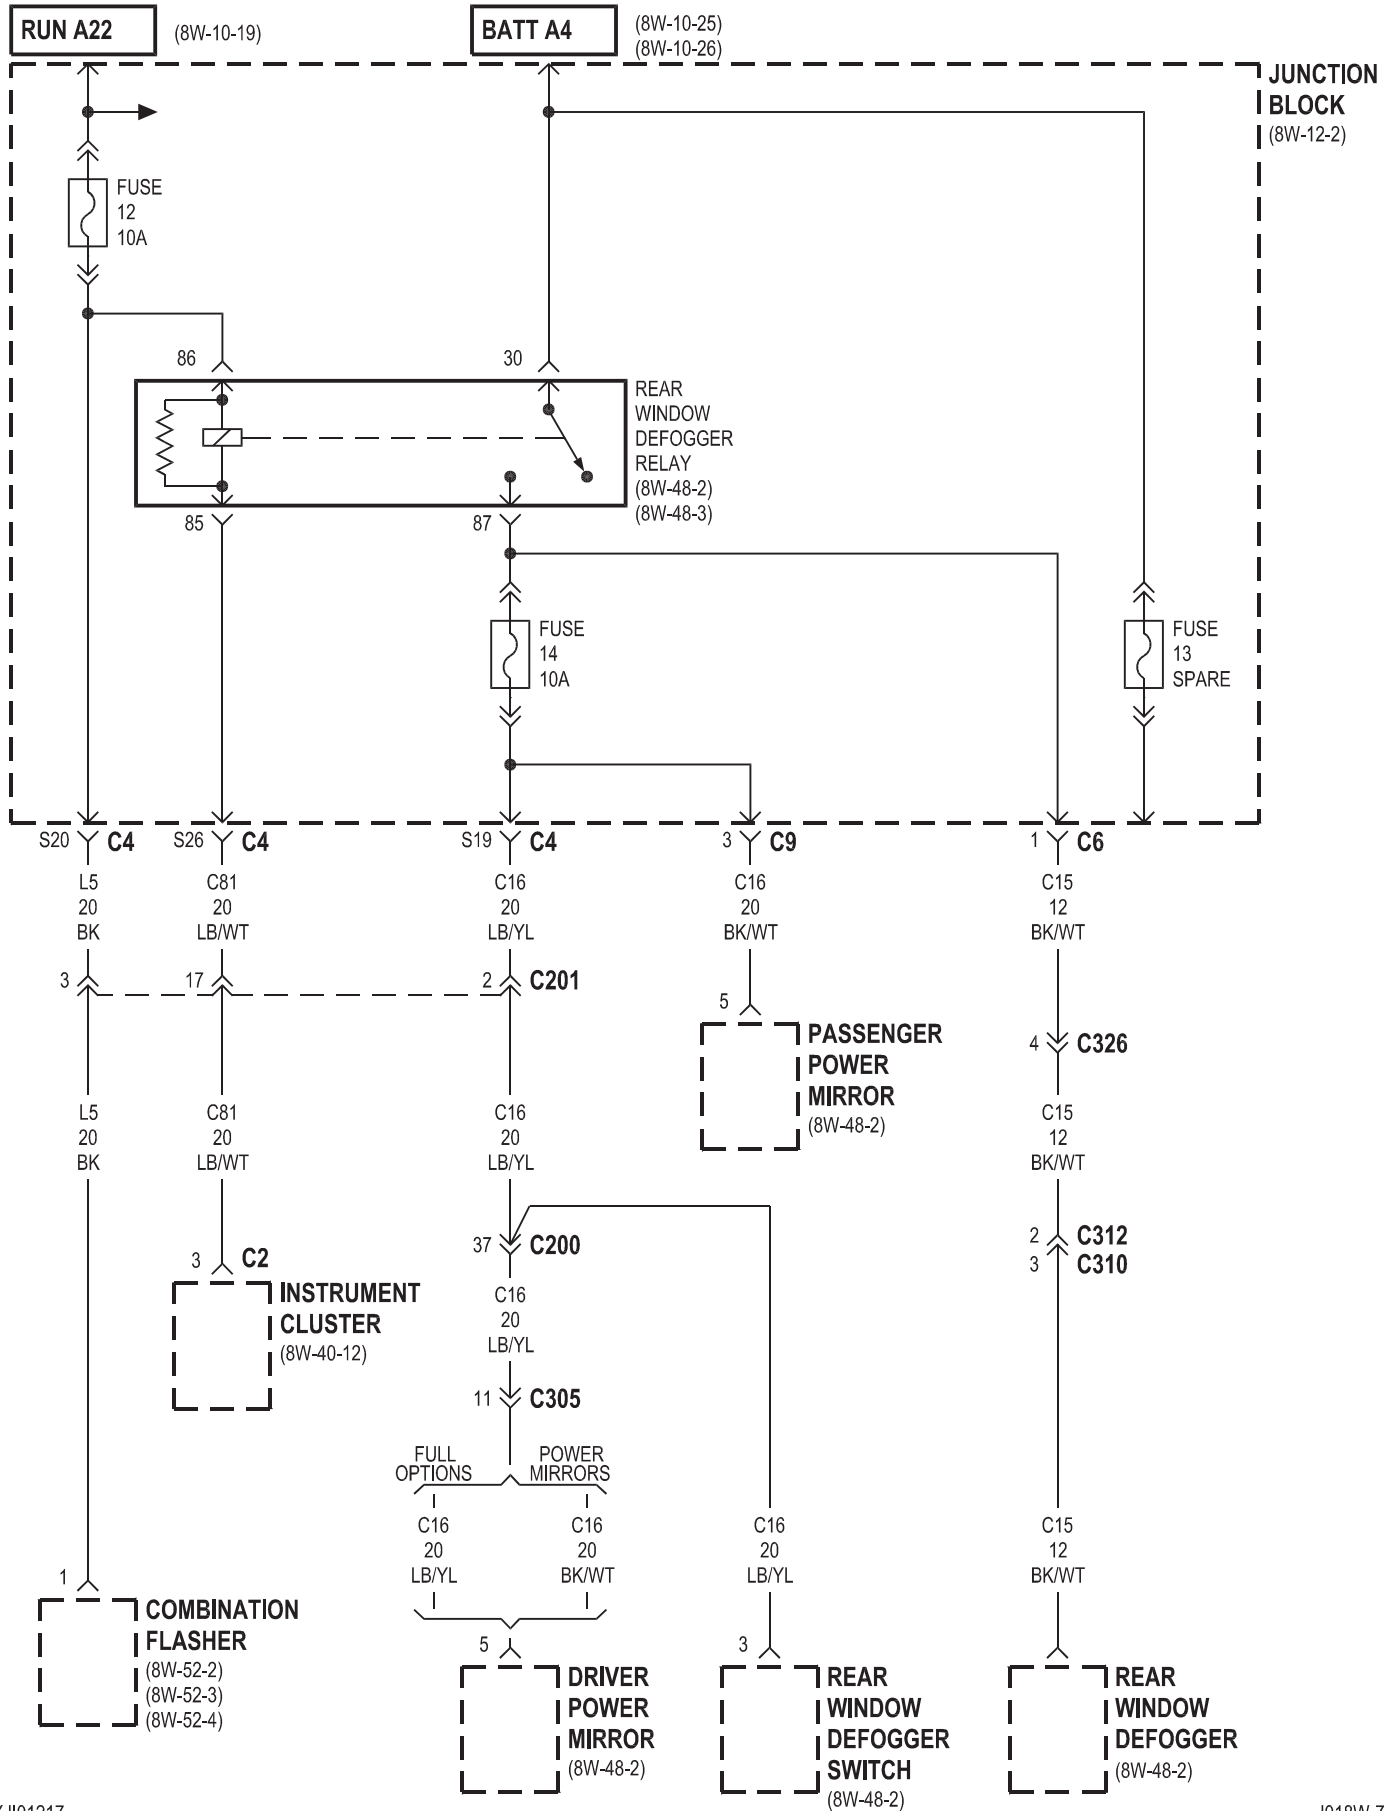 RUN A22
(8W-10-19)
BATT A4
(8W-10-25)
(8W-10-26)
JUNCTION
BLOCK
(8W-12-2)
FUSE
12
10A
86
30
REAR
WINDOW
DEFOGGER
RELAY
(8W-48-2)
(8W-48-3)
85
87
FUSE
14
10A
FUSE
13
SPARE
S20 C4
S26 C4
S19 C4
3 C9
1 C6
L5
20
BK
C81
20
LB/WT
C16
20
LB/YL
C16
20
BK/WT
C15
12
BK/WT
3
17
2 C201
5
PASSENGER
POWER
MIRROR
(8W-48-2)
4 C326
L5
20
BK
C81
20
LB/WT
C16
20
LB/YL
C15
12
BK/WT
37 C200
2 C312
3 C310
3 C2
INSTRUMENT
CLUSTER
(8W-40-12)
C16
20
LB/YL
11 C305
FULL
OPTIONS
POWER
MIRRORS
C16
20
LB/YL
C16
20
BK/WT
C16
20
LB/YL
C15
12
BK/WT
1
COMBINATION
FLASHER
(8W-52-2)
(8W-52-3)
(8W-52-4)
5
DRIVER
POWER
MIRROR
(8W-48-2)
3
REAR
WINDOW
DEFOGGER
SWITCH
(8W-48-2)
REAR
WINDOW
DEFOGGER
(8W-48-2)